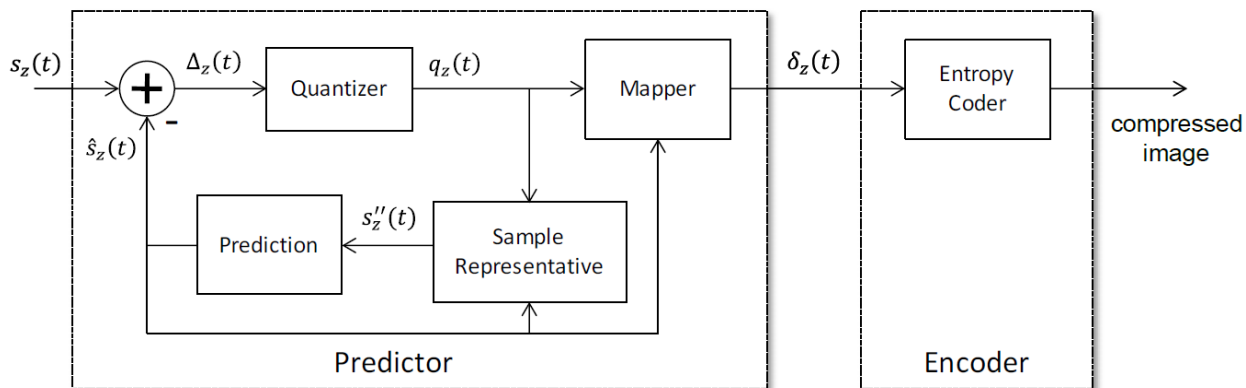 s_z(t)
+
-
Δ_z(t)
Quantizer
q_z(t)
Mapper
δ_z(t)
Entropy
Coder
compressed
image
ŝ_z(t)
Prediction
s''_z(t)
Sample
Representative
Predictor
Encoder